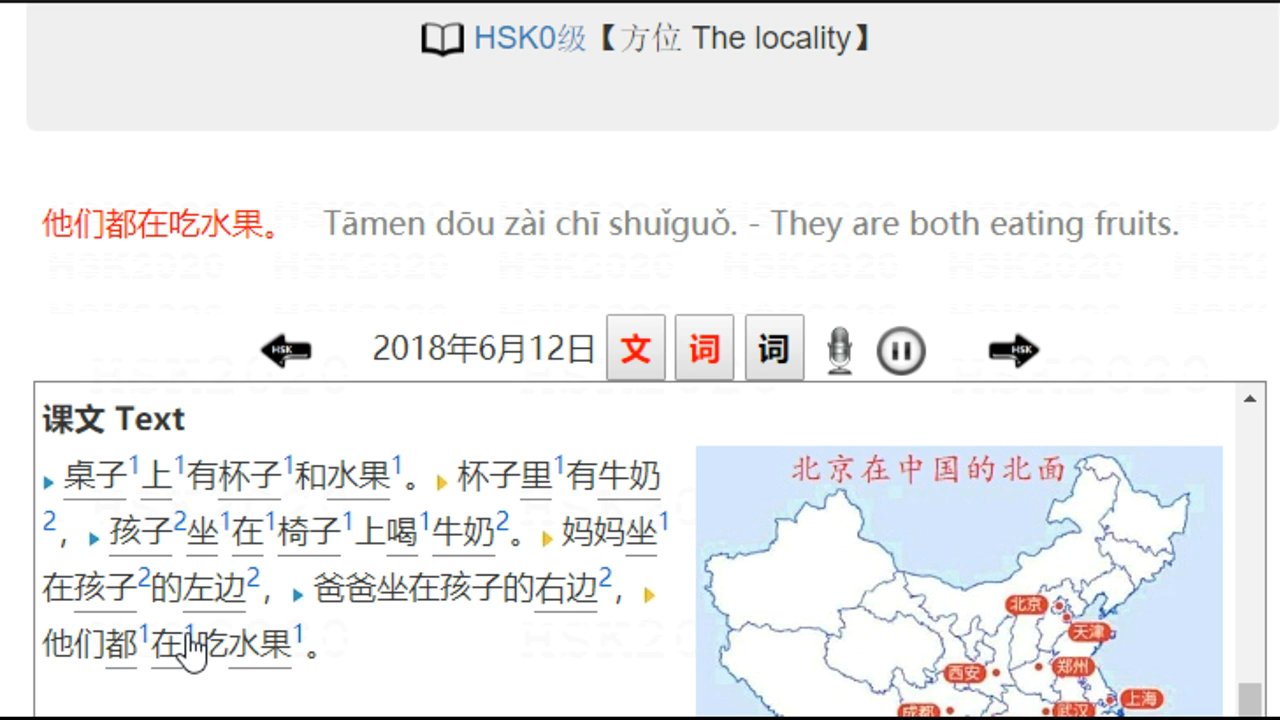 HSK0级【方位 The locality】
他们都在吃水果。 Tāmen dōu zài chī shuǐguǒ. - They are both eating fruits.
HSK2020 HSK2020 HSK2020 HSK2020 HSK2020
HSK 2018年6月12日 文 词 词 HSK
课文 Text
桌子1上1有杯子1和水果1。杯子里1有牛奶
2，孩子2坐1在1椅子1上喝1牛奶2。妈妈坐1
在孩子2的左边2，爸爸坐在孩子的右边2，
他们都1在1吃水果1。
北京在中国的北面
北京
天津
西安
郑州
上海
成都
武汉